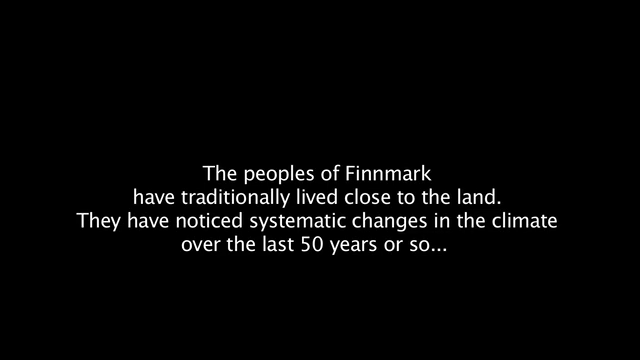 The peoples of Finnmark
have traditionally lived close to the land.
They have noticed systematic changes in the climate
over the last 50 years or so...